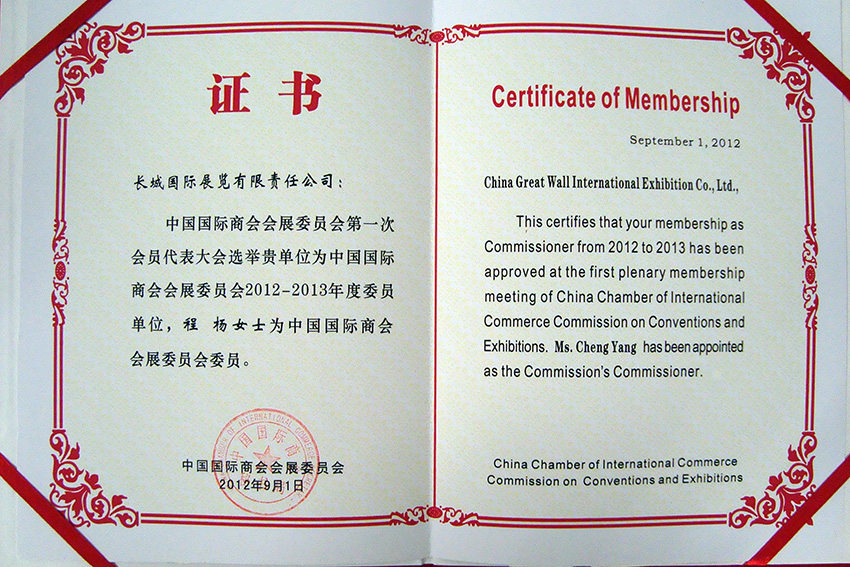 证书
长城国际展览有限责任公司：
中国国际商会会展委员会第一次
会员代表大会选举贵单位为中国国际
商会会展委员会2012-2013年度委员
单位，程 杨女士为中国国际商会
会展委员会委员。
中国国际商会会展委员会
2012年9月1日
中国国际商
Certificate of Membership
September 1, 2012
China Great Wall International Exhibition Co., Ltd.,
This certifies that your membership as
Commissioner from 2012 to 2013 has been
approved at the first plenary membership
meeting of China Chamber of International
Commerce Commission on Conventions and
Exhibitions. Ms. Cheng Yang has been appointed
as the Commission's Commissioner.
China Chamber of International Commerce
Commission on Conventions and Exhibitions